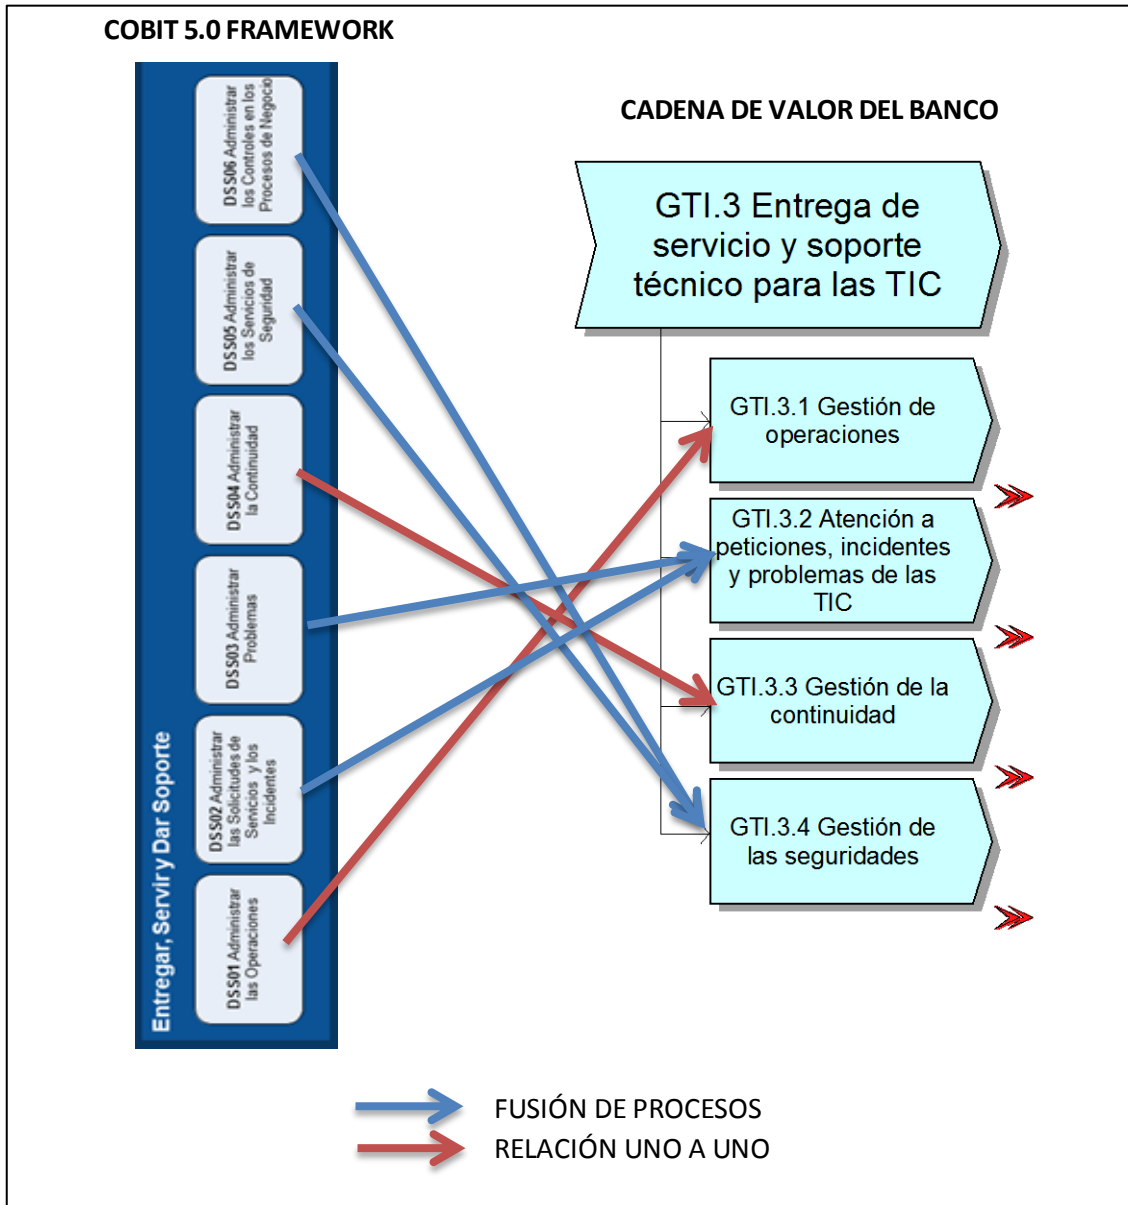 COBIT 5.0 FRAMEWORK
Entregar, Servir y Dar Soporte
DSS06 Administrar
los Controles en los
Procesos de Negocio
DSS05 Administrar
los Servicios de
Seguridad
DSS04 Administrar
la Continuidad
DSS03 Administrar
Problemas
DSS02 Administrar
las Solicitudes de
Servicios y los
Incidentes
DSS01 Administrar
las Operaciones
CADENA DE VALOR DEL BANCO
GTI.3 Entrega de
servicio y soporte
técnico para las TIC
GTI.3.1 Gestión de
operaciones
GTI.3.2 Atención a
peticiones, incidentes
y problemas de las
TIC
GTI.3.3 Gestión de la
continuidad
GTI.3.4 Gestión de
las seguridades
FUSIÓN DE PROCESOS
RELACIÓN UNO A UNO